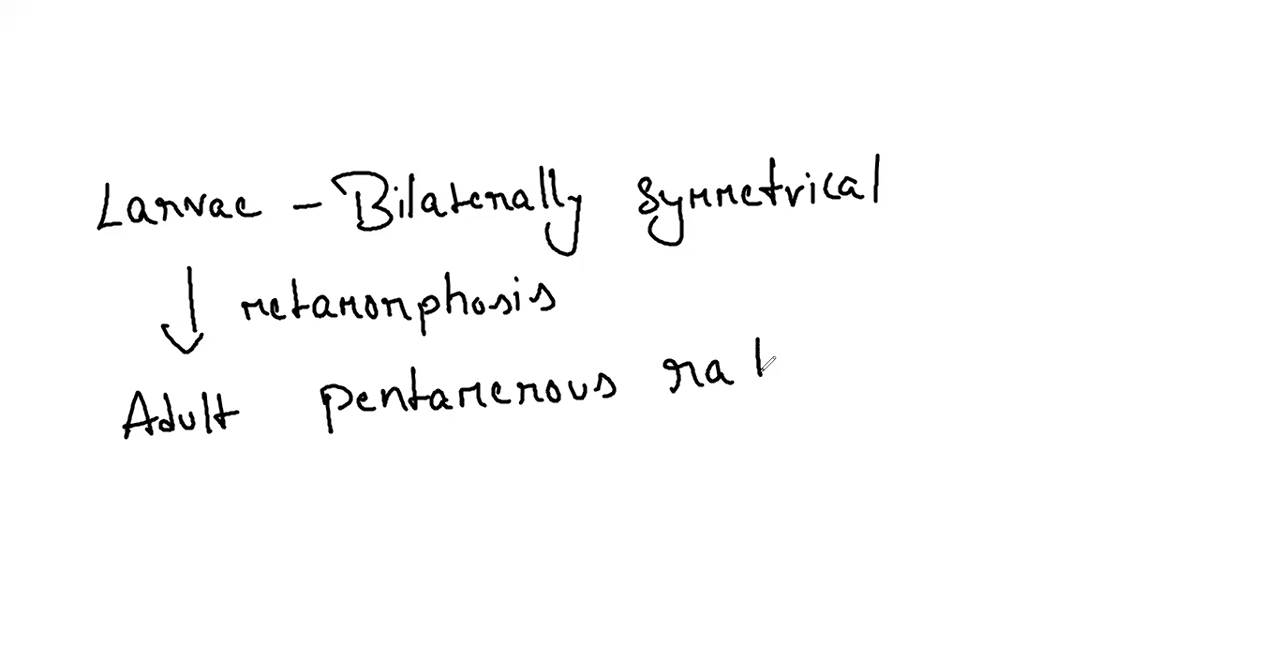 Larvae - Bilaterally symmetrical
↓ metamorphosis
Adult pentamerous